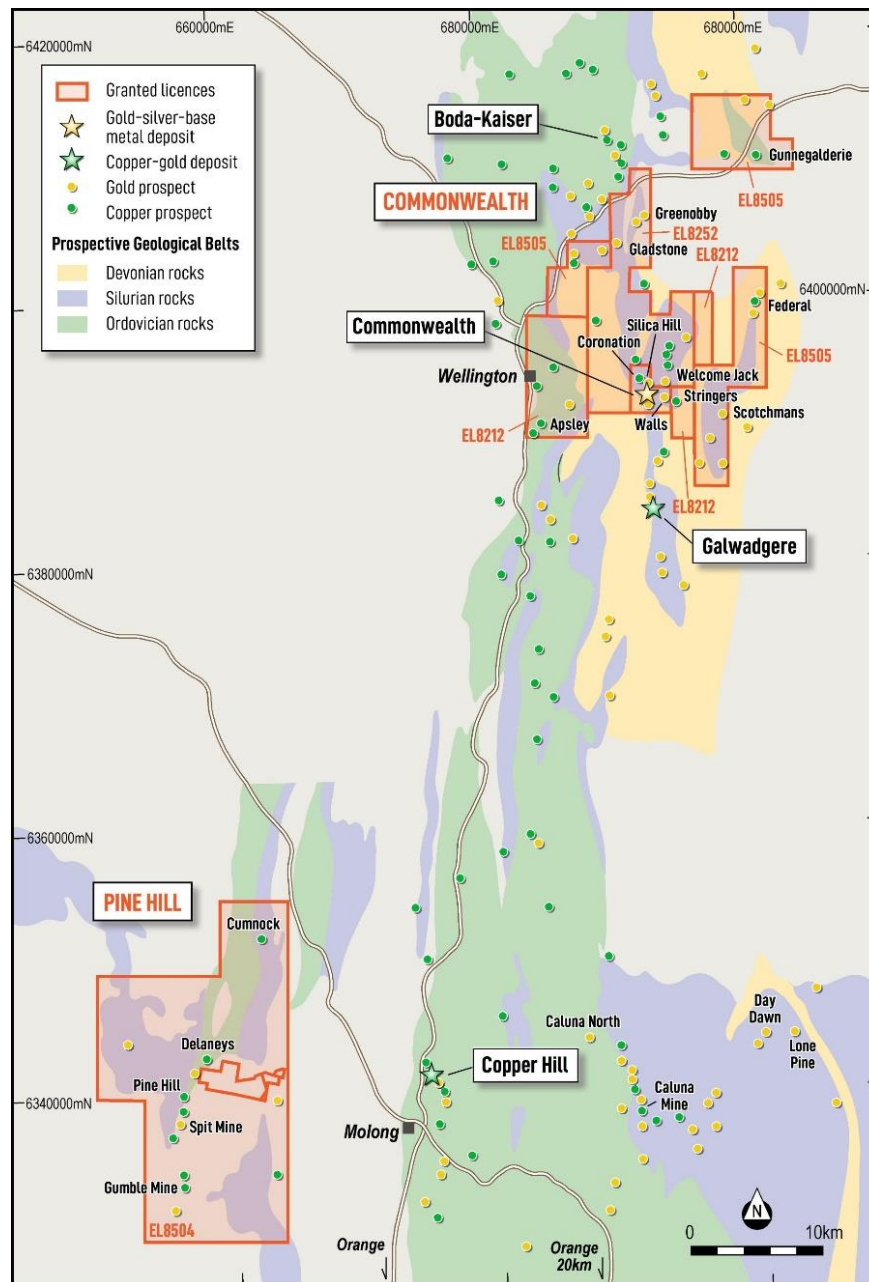 660000mE
680000mE
680000mE
6420000mN
Granted licences
Gold-silver-base
metal deposit
Copper-gold deposit
Gold prospect
Copper prospect
Prospective Geological Belts
Devonian rocks
Silurian rocks
Ordovician rocks
Boda-Kaiser
Gunnegalderie
COMMONWEALTH
EL8505
Greenobby
EL8252
EL8505
Gladstone
EL8212
6400000mN
Federal
Commonwealth
Silica Hill
Coronation
EL8505
Wellington
Welcome Jack
Stringers
Scotchmans
Walls
EL8212
Apsley
EL8212
Galwadgere
6380000mN
6360000mN
PINE HILL
Cumnock
Day
Dawn
Caluna North
Lone
Pine
Delaneys
Copper Hill
Pine Hill
Caluna
Mine
6340000mN
Spit Mine
Molong
Gumble Mine
EL8504
N
0
10km
Orange
Orange
20km